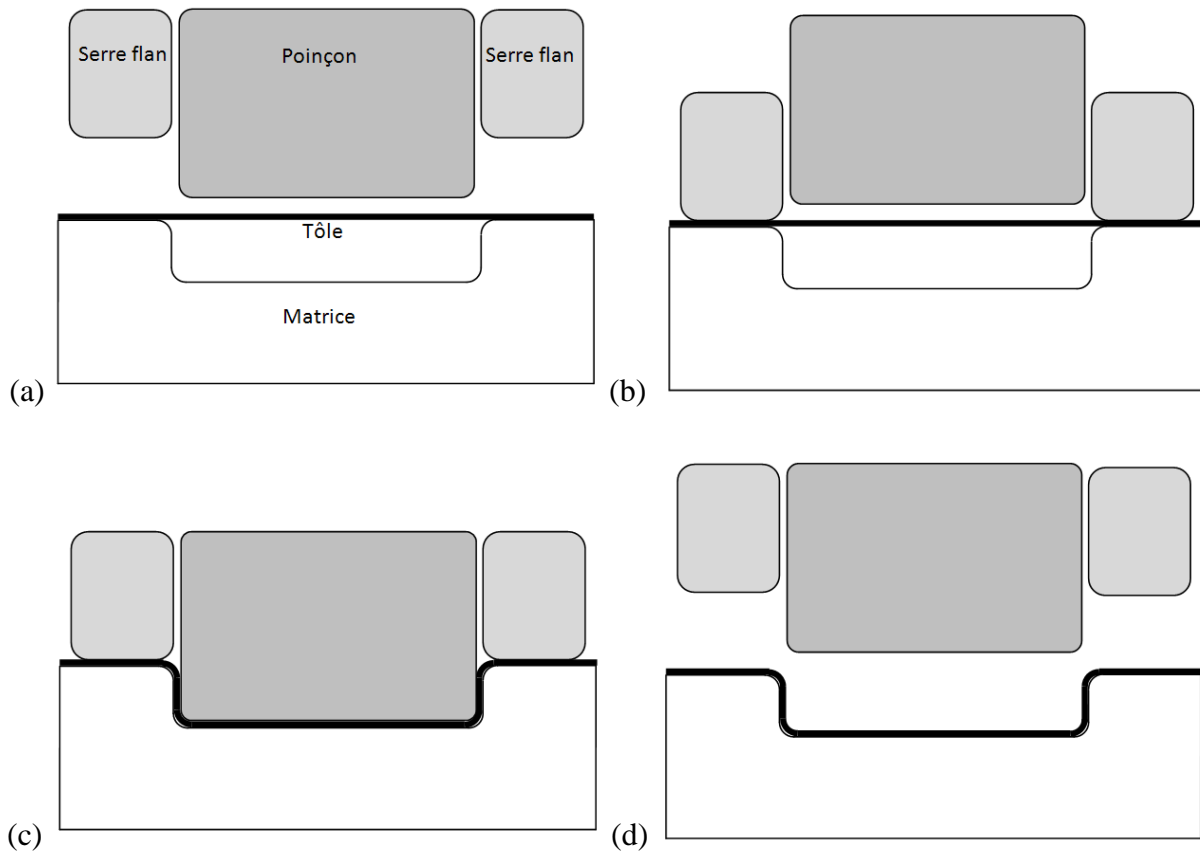 Serre flan
Poinçon
Serre flan
Tôle
Matrice
(a)
(b)
(c)
(d)